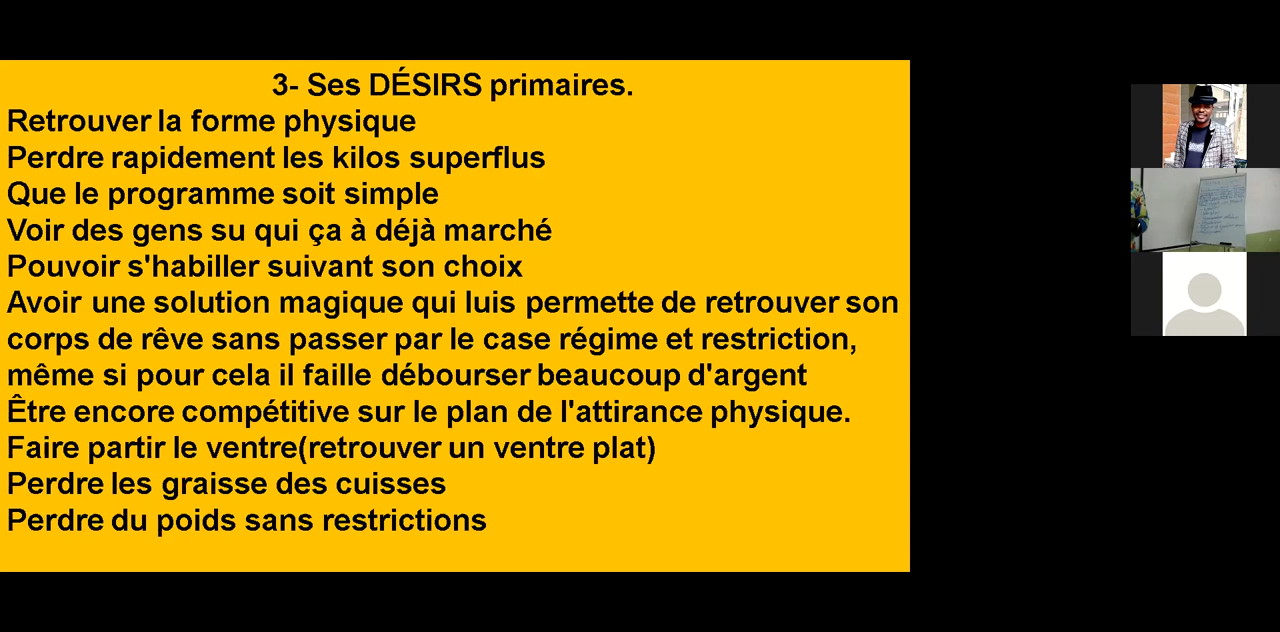 3- Ses DÉSIRS primaires.
Retrouver la forme physique
Perdre rapidement les kilos superflus
Que le programme soit simple
Voir des gens su qui ça à déjà marché
Pouvoir s'habiller suivant son choix
Avoir une solution magique qui luis permette de retrouver son
corps de rêve sans passer par le case régime et restriction,
même si pour cela il faille débourser beaucoup d'argent
Être encore compétitive sur le plan de l'attirance physique.
Faire partir le ventre(retrouver un ventre plat)
Perdre les graisse des cuisses
Perdre du poids sans restrictions